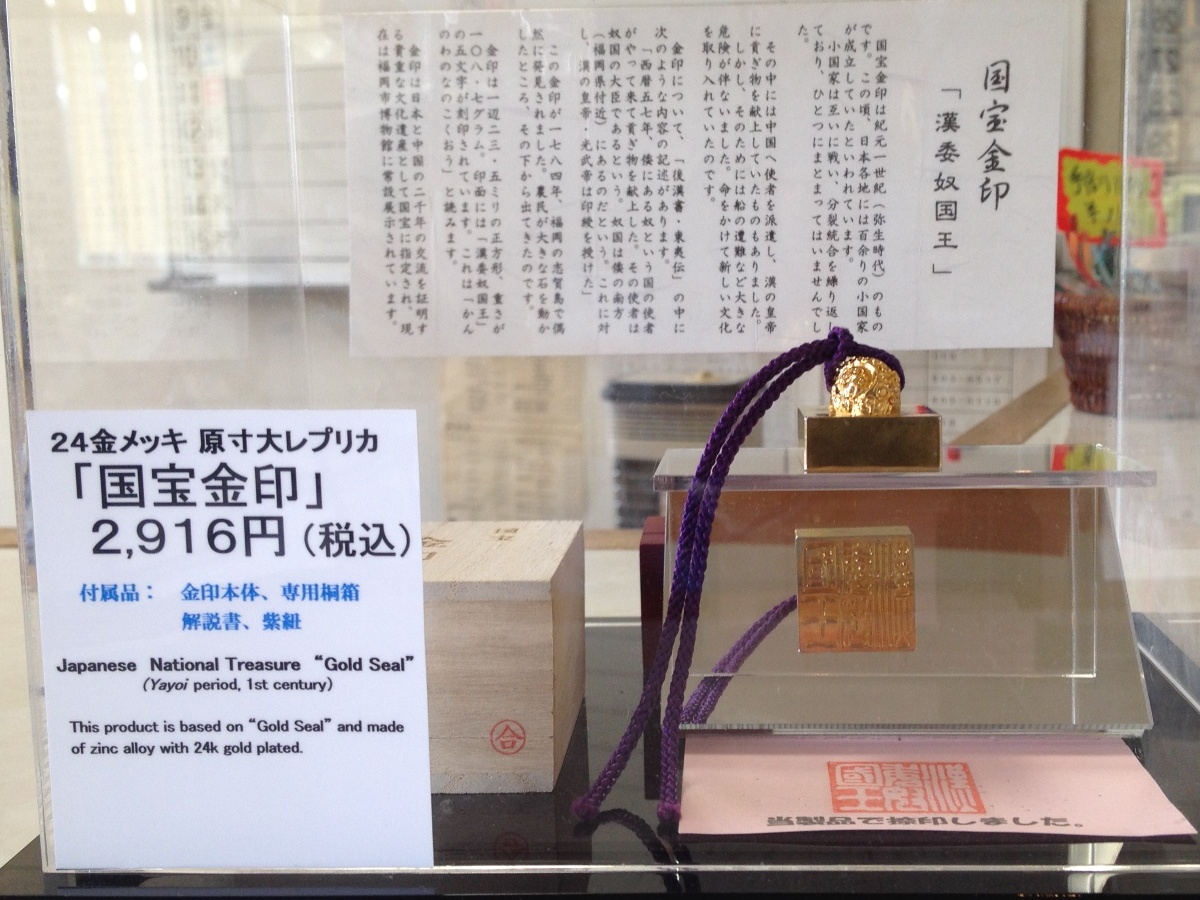 国宝金印
「漢委奴国王」
国宝金印は紀元一世紀(弥生時代)のもの
です。この頃、日本各地には百余りの小国家
が成立していたといわれています。
小国家は互いに戦い、分裂統合を繰り返し
ており、ひとつにまとまってはいませんでし
た。
その中には中国へ使者を派遣し、漢の皇帝
に貢ぎ物を献上していたものもありました。
しかし、そのためには船の遭難など大きな
危険が伴いました。命をかけて新しい文化
を取り入れていたのです。
金印について、「後漢書・東夷伝」の中に
次のような内容の記述があります。
「西暦五七年、倭にある奴という国の使者
がやって来て貢ぎ物を献上した。その使者は
奴国の大臣であるという。奴国は倭の南方
(福岡県付近)にあるのだという。これに対
し、漢の皇帝・光武帝は印綬を授けた」
この金印が一七八四年、福岡の志賀島で偶
然に発見されました。農民が大きな石を動か
したところ、その下から出てきたのです。
金印は一辺二三・五ミリの正方形、重さが
一〇八・七グラム。印面には「漢委奴国王」
の五文字が刻印されています。これは「かん
のわのなのこくおう」と読みます。
金印は日本と中国の二千年の交流を証明す
る貴重な文化遺産として国宝に指定され、現
在は福岡市博物館に常設展示されています。
24金メッキ 原寸大レプリカ
「国宝金印」
2,916円(税込)
付属品: 金印本体、専用桐箱
解説書、紫紐
Japanese National Treasure “Gold Seal”
(Yayoi period, 1st century)
This product is based on “Gold Seal” and made
of zinc alloy with 24k gold plated.